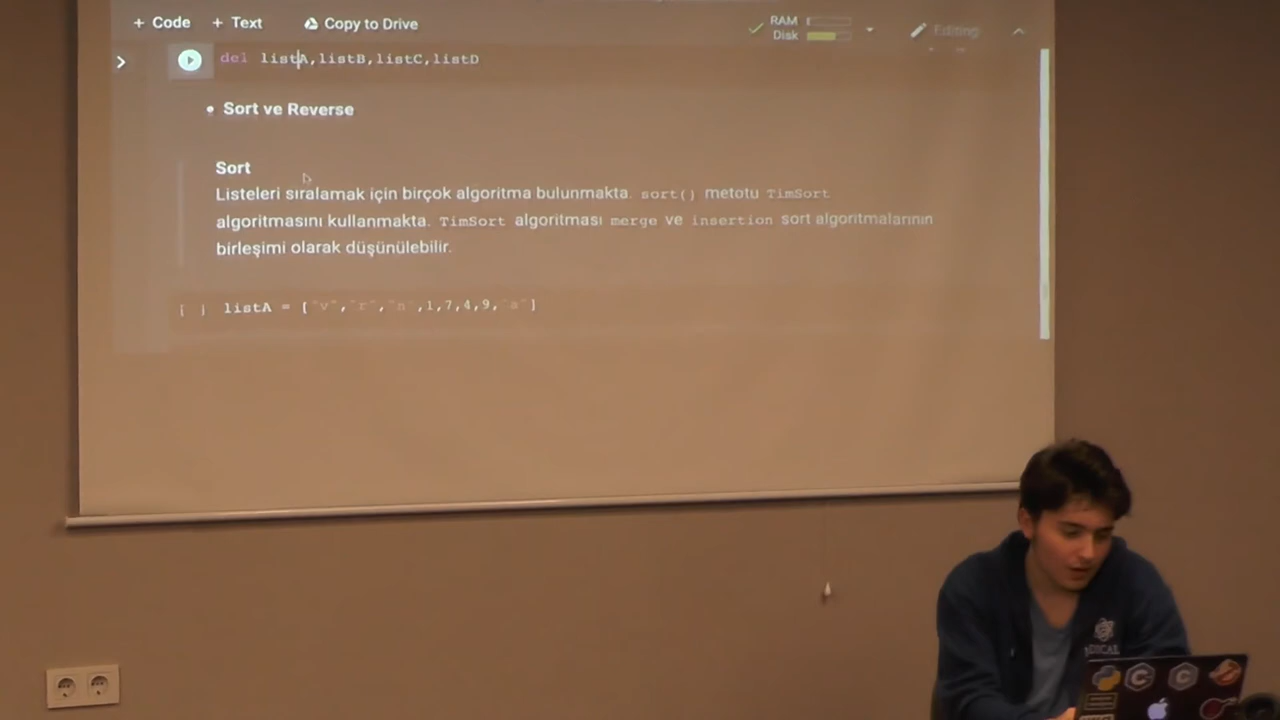 + Code + Text Copy to Drive
RAM
Disk
Editing
del listA,listB,listC,listD
Sort ve Reverse
Sort
Listeleri sıralamak için birçok algoritma bulunmakta. sort() metotu TimSort
algoritmasını kullanmakta. TimSort algoritması merge ve insertion sort algoritmalarının
birleşimi olarak düşünülebilir.
[ ] listA = ["v","r","n",1,7,4,9,"a"]
C C